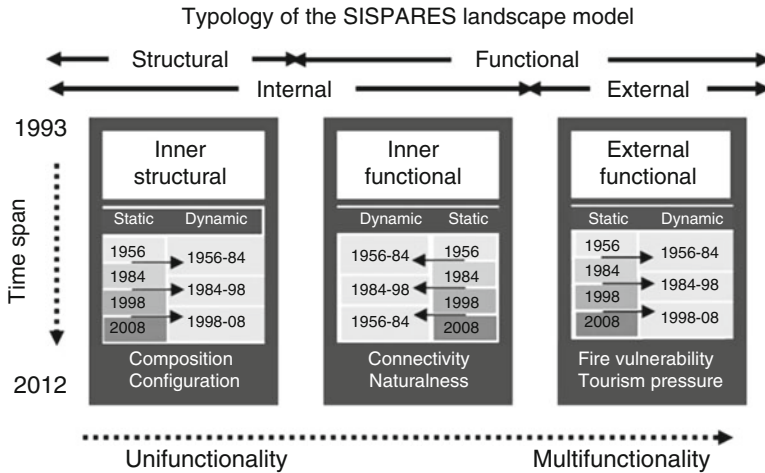 Typology of the SISPARES landscape model
Structural Functional
Internal External
1993
Time span
2012
Inner
structural
Static Dynamic
1956
1984
1998
2008
1956-84
1984-98
1998-08
Composition
Configuration
Inner
functional
Dynamic Static
1956-84
1984-98
1956-84
1956
1984
1998
2008
Connectivity
Naturalness
External
functional
Static Dynamic
1956
1984
1998
2008
1956-84
1984-98
1998-08
Fire vulnerability
Tourism pressure
Unifunctionality Multifunctionality